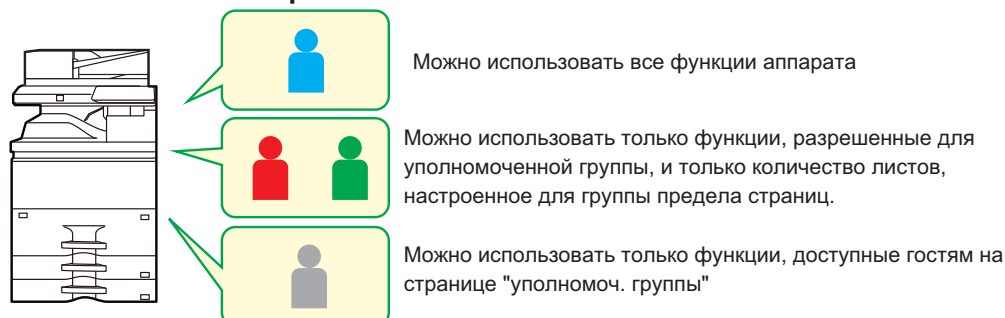 Можно использовать все функции аппарата
Можно использовать только функции, разрешенные для
уполномоченной группы, и только количество листов,
настроенное для группы предела страниц.
Можно использовать только функции, доступные гостям на
странице "уполномоч. группы"